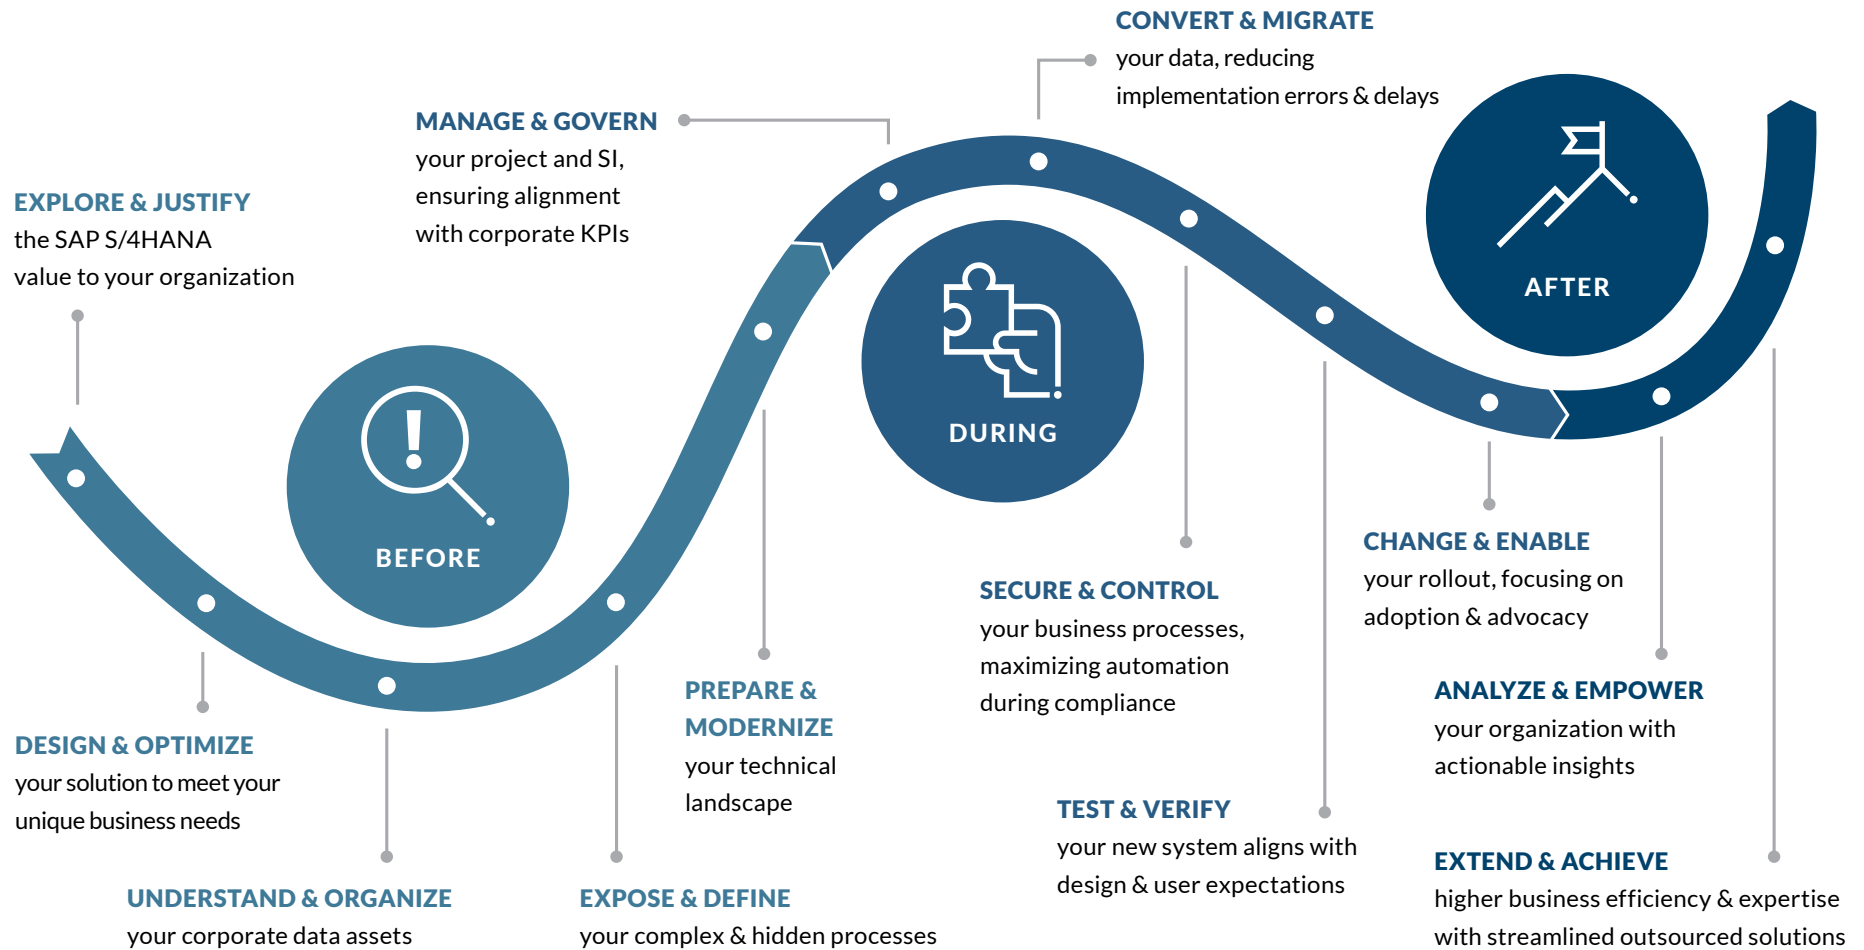 EXPLORE & JUSTIFY
the SAP S/4HANA
value to your organization
DESIGN & OPTIMIZE
your solution to meet your
unique business needs
UNDERSTAND & ORGANIZE
your corporate data assets
BEFORE
EXPOSE & DEFINE
your complex & hidden processes
PREPARE &
MODERNIZE
your technical
landscape
MANAGE & GOVERN
your project and SI,
ensuring alignment
with corporate KPIs
CONVERT & MIGRATE
your data, reducing
implementation errors & delays
DURING
SECURE & CONTROL
your business processes,
maximizing automation
during compliance
TEST & VERIFY
your new system aligns with
design & user expectations
CHANGE & ENABLE
your rollout, focusing on
adoption & advocacy
AFTER
ANALYZE & EMPOWER
your organization with
actionable insights
EXTEND & ACHIEVE
higher business efficiency & expertise
with streamlined outsourced solutions